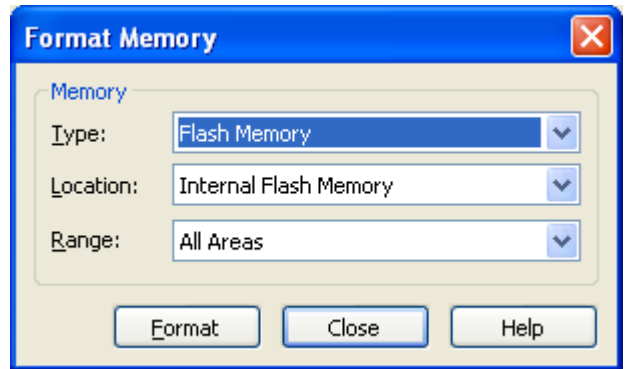 Format Memory
Memory
Type: Flash Memory
Location: Internal Flash Memory
Range: All Areas
Format Close Help